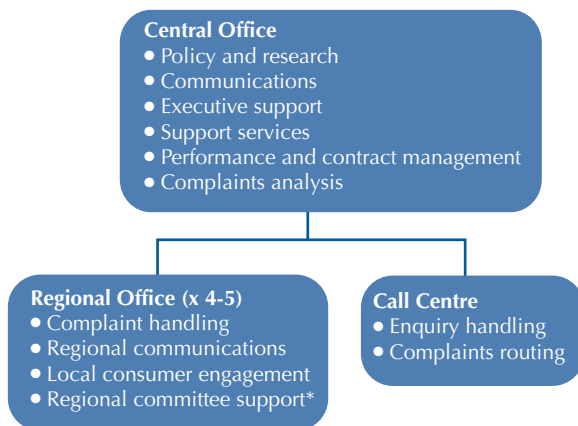 Central Office
● Policy and research
● Communications
● Executive support
● Support services
● Performance and contract management
● Complaints analysis
Regional Office (x 4-5)
● Complaint handling
● Regional communications
● Local consumer engagement
● Regional committee support*
Call Centre
● Enquiry handling
● Complaints routing